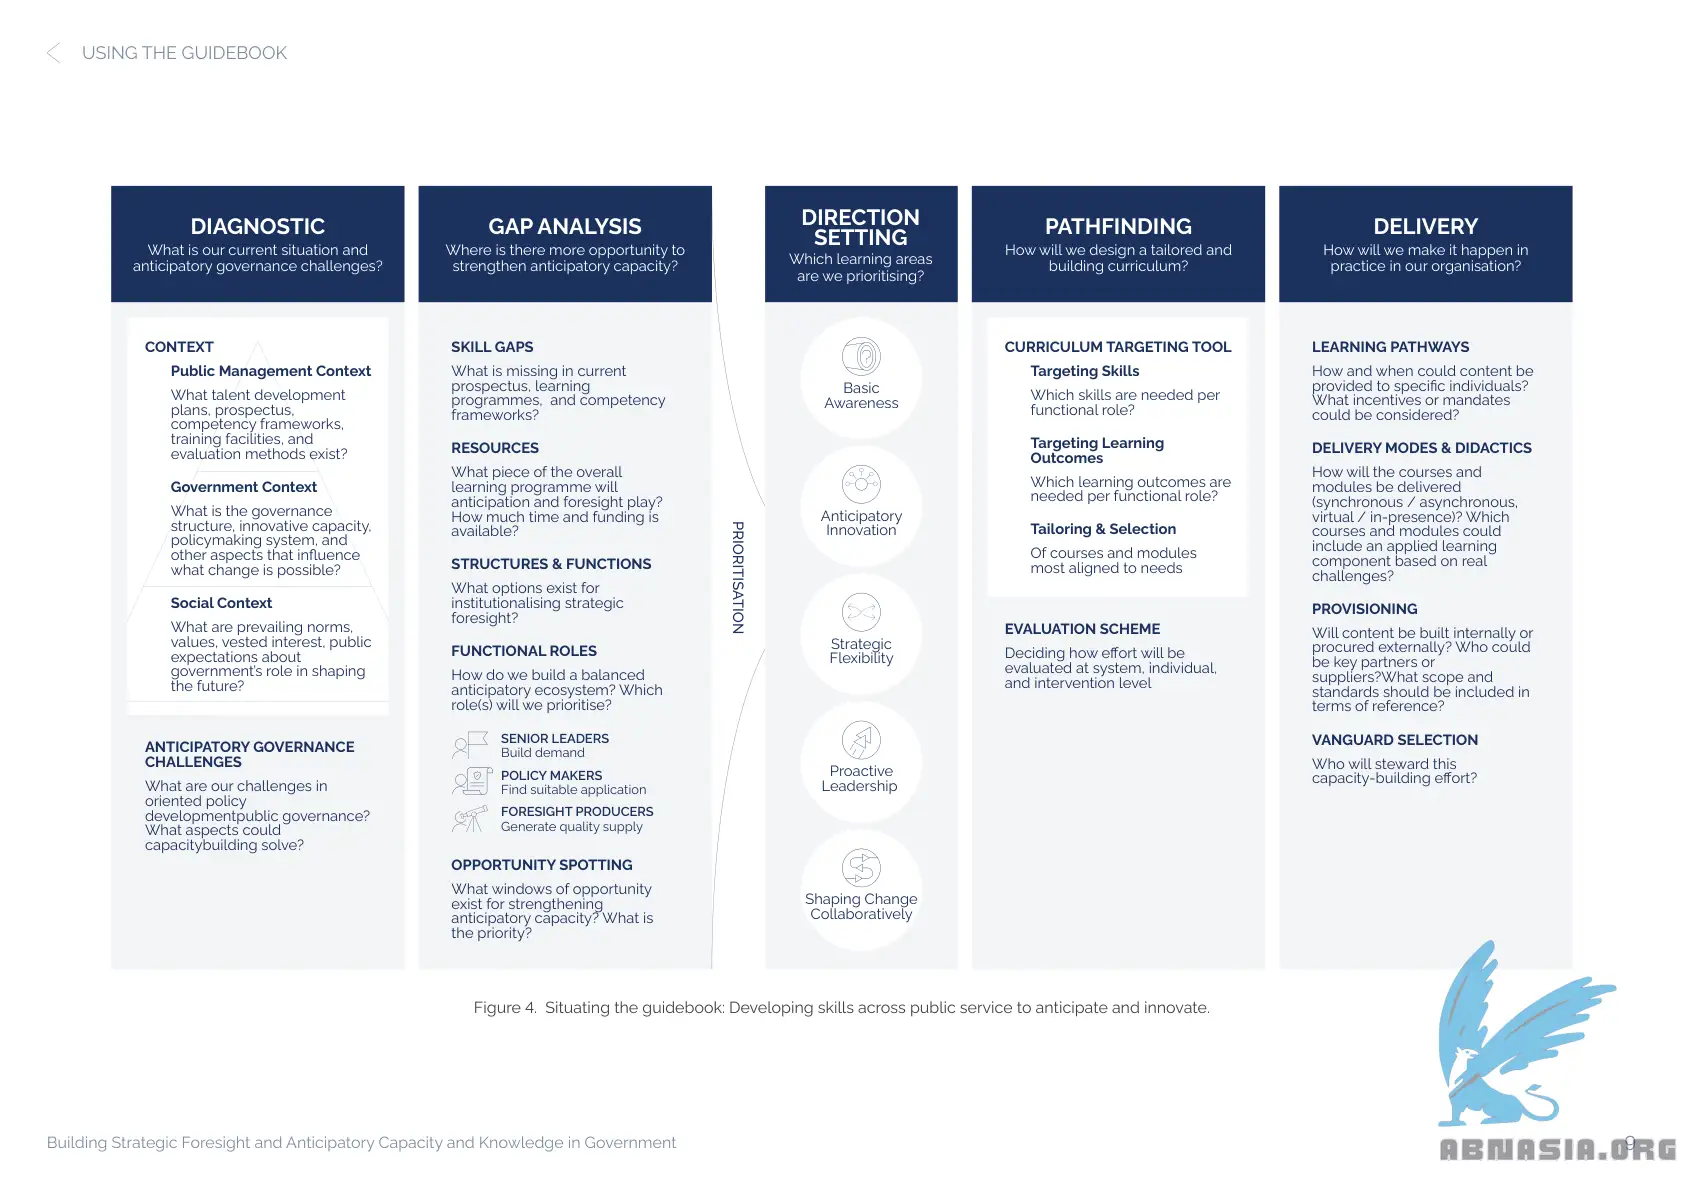 USING THE GUIDEBOOK
DIAGNOSTIC
What is our current situation and
anticipatory governance challenges?
CONTEXT
Public Management Context
What talent development
plans, prospectus,
competency frameworks,
training facilities, and
evaluation methods exist?
Government Context
What is the governance
structure, innovative capacity,
policymaking system, and
other aspects that influence
what change is possible?
Social Context
What are prevailing norms,
values, vested interest, public
expectations about
government's role in shaping
the future?
ANTICIPATORY GOVERNANCE
CHALLENGES
What are our challenges in
oriented policy
developmentpublic governance?
What aspects could
capacitybuilding solve?
GAP ANALYSIS
Where is there more opportunity to
strengthen anticipatory capacity?
SKILL GAPS
What is missing in current
prospectus, learning
programmes, and competency
frameworks?
RESOURCES
What piece of the overall
learning programme will
anticipation and foresight play?
How much time and funding is
available?
STRUCTURES & FUNCTIONS
What options exist for
institutionalising strategic
foresight?
FUNCTIONAL ROLES
How do we build a balanced
anticipatory ecosystem? Which
role(s) will we prioritise?
SENIOR LEADERS
Build demand
POLICY MAKERS
Find suitable application
FORESIGHT PRODUCERS
Generate quality supply
OPPORTUNITY SPOTTING
What windows of opportunity
exist for strengthening
anticipatory capacity? What is
the priority?
PRIORITISATION
DIRECTION
SETTING
Which learning areas
are we prioritising?
Basic
Awareness
Anticipatory
Innovation
Strategic
Flexibility
Proactive
Leadership
Shaping Change
Collaboratively
PATHFINDING
How will we design a tailored and
building curriculum?
CURRICULUM TARGETING TOOL
Targeting Skills
Which skills are needed per
functional role?
Targeting Learning
Outcomes
Which learning outcomes are
needed per functional role?
Tailoring & Selection
Of courses and modules
most aligned to needs
EVALUATION SCHEME
Deciding how effort will be
evaluated at system, individual,
and intervention level
DELIVERY
How will we make it happen in
practice in our organisation?
LEARNING PATHWAYS
How and when could content be
provided to specific individuals?
What incentives or mandates
could be considered?
DELIVERY MODES & DIDACTICS
How will the courses and
modules be delivered
(synchronous / asynchronous,
virtual / in-presence)? Which
courses and modules could
include an applied learning
component based on real
challenges?
PROVISIONING
Will content be built internally or
procured externally? Who could
be key partners or
suppliers?What scope and
standards should be included in
terms of reference?
VANGUARD SELECTION
Who will steward this
capacity-building effort?
Figure 4. Situating the guidebook: Developing skills across public service to anticipate and innovate.
Building Strategic Foresight and Anticipatory Capacity and Knowledge in Government
9
ABNASIA.ORG